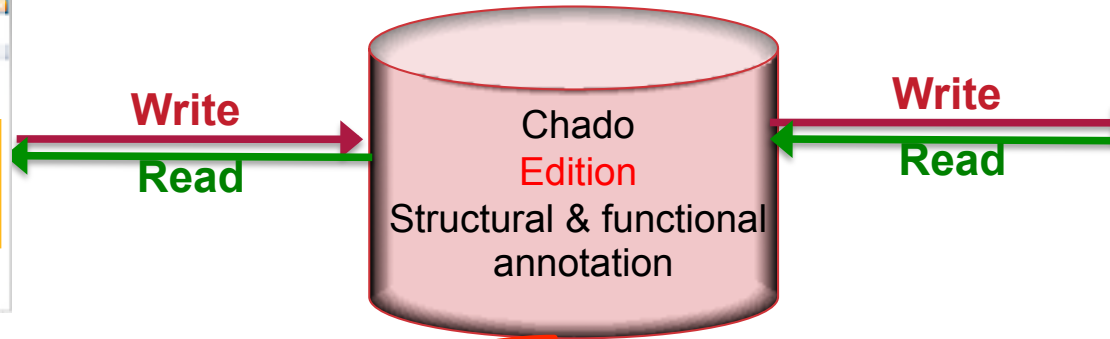 Write
Read
Chado
Edition
Structural & functional
annotation
Write
Read